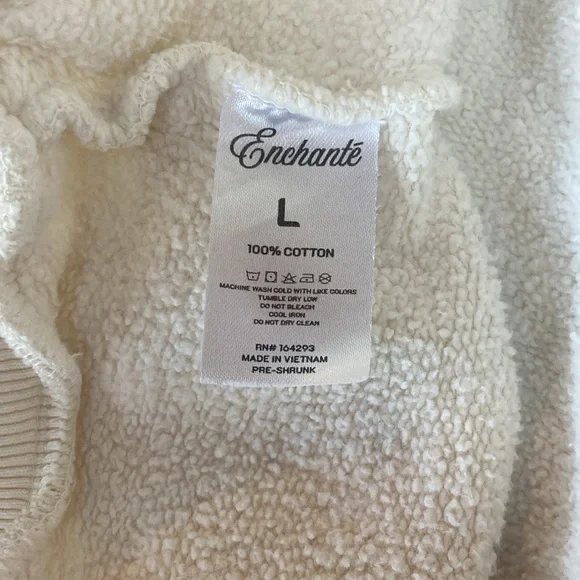 Enchanté
L
100% COTTON
MACHINE WASH COLD WITH LIKE COLORS
TUMBLE DRY LOW
DO NOT BLEACH
COOL IRON
DO NOT DRY CLEAN
RN# 164293
MADE IN VIETNAM
PRE-SHRUNK